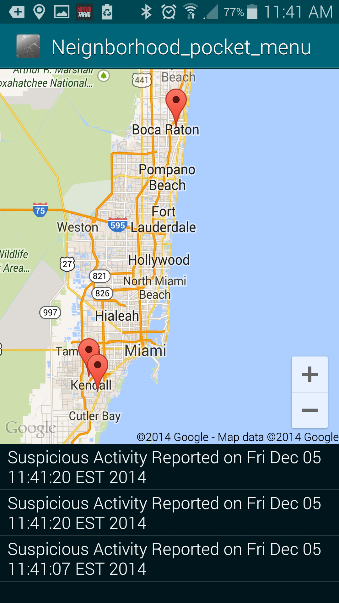 77% 11:41 AM
Neignborhood_pocket_menu
Arthur R. Marshall
Loxahatchee National...
Beach
441
Boca Raton
Pompano
Beach
75
Weston
595
Fort
Lauderdale
Wildlife
Area...
27
Hollywood
821
826
North Miami
Beach
997
Hialeah
Miami
Tam
Kendall
Cutler Bay
+
−
Google
©2014 Google - Map data ©2014 Google
Suspicious Activity Reported on Fri Dec 05
11:41:20 EST 2014
Suspicious Activity Reported on Fri Dec 05
11:41:20 EST 2014
Suspicious Activity Reported on Fri Dec 05
11:41:07 EST 2014